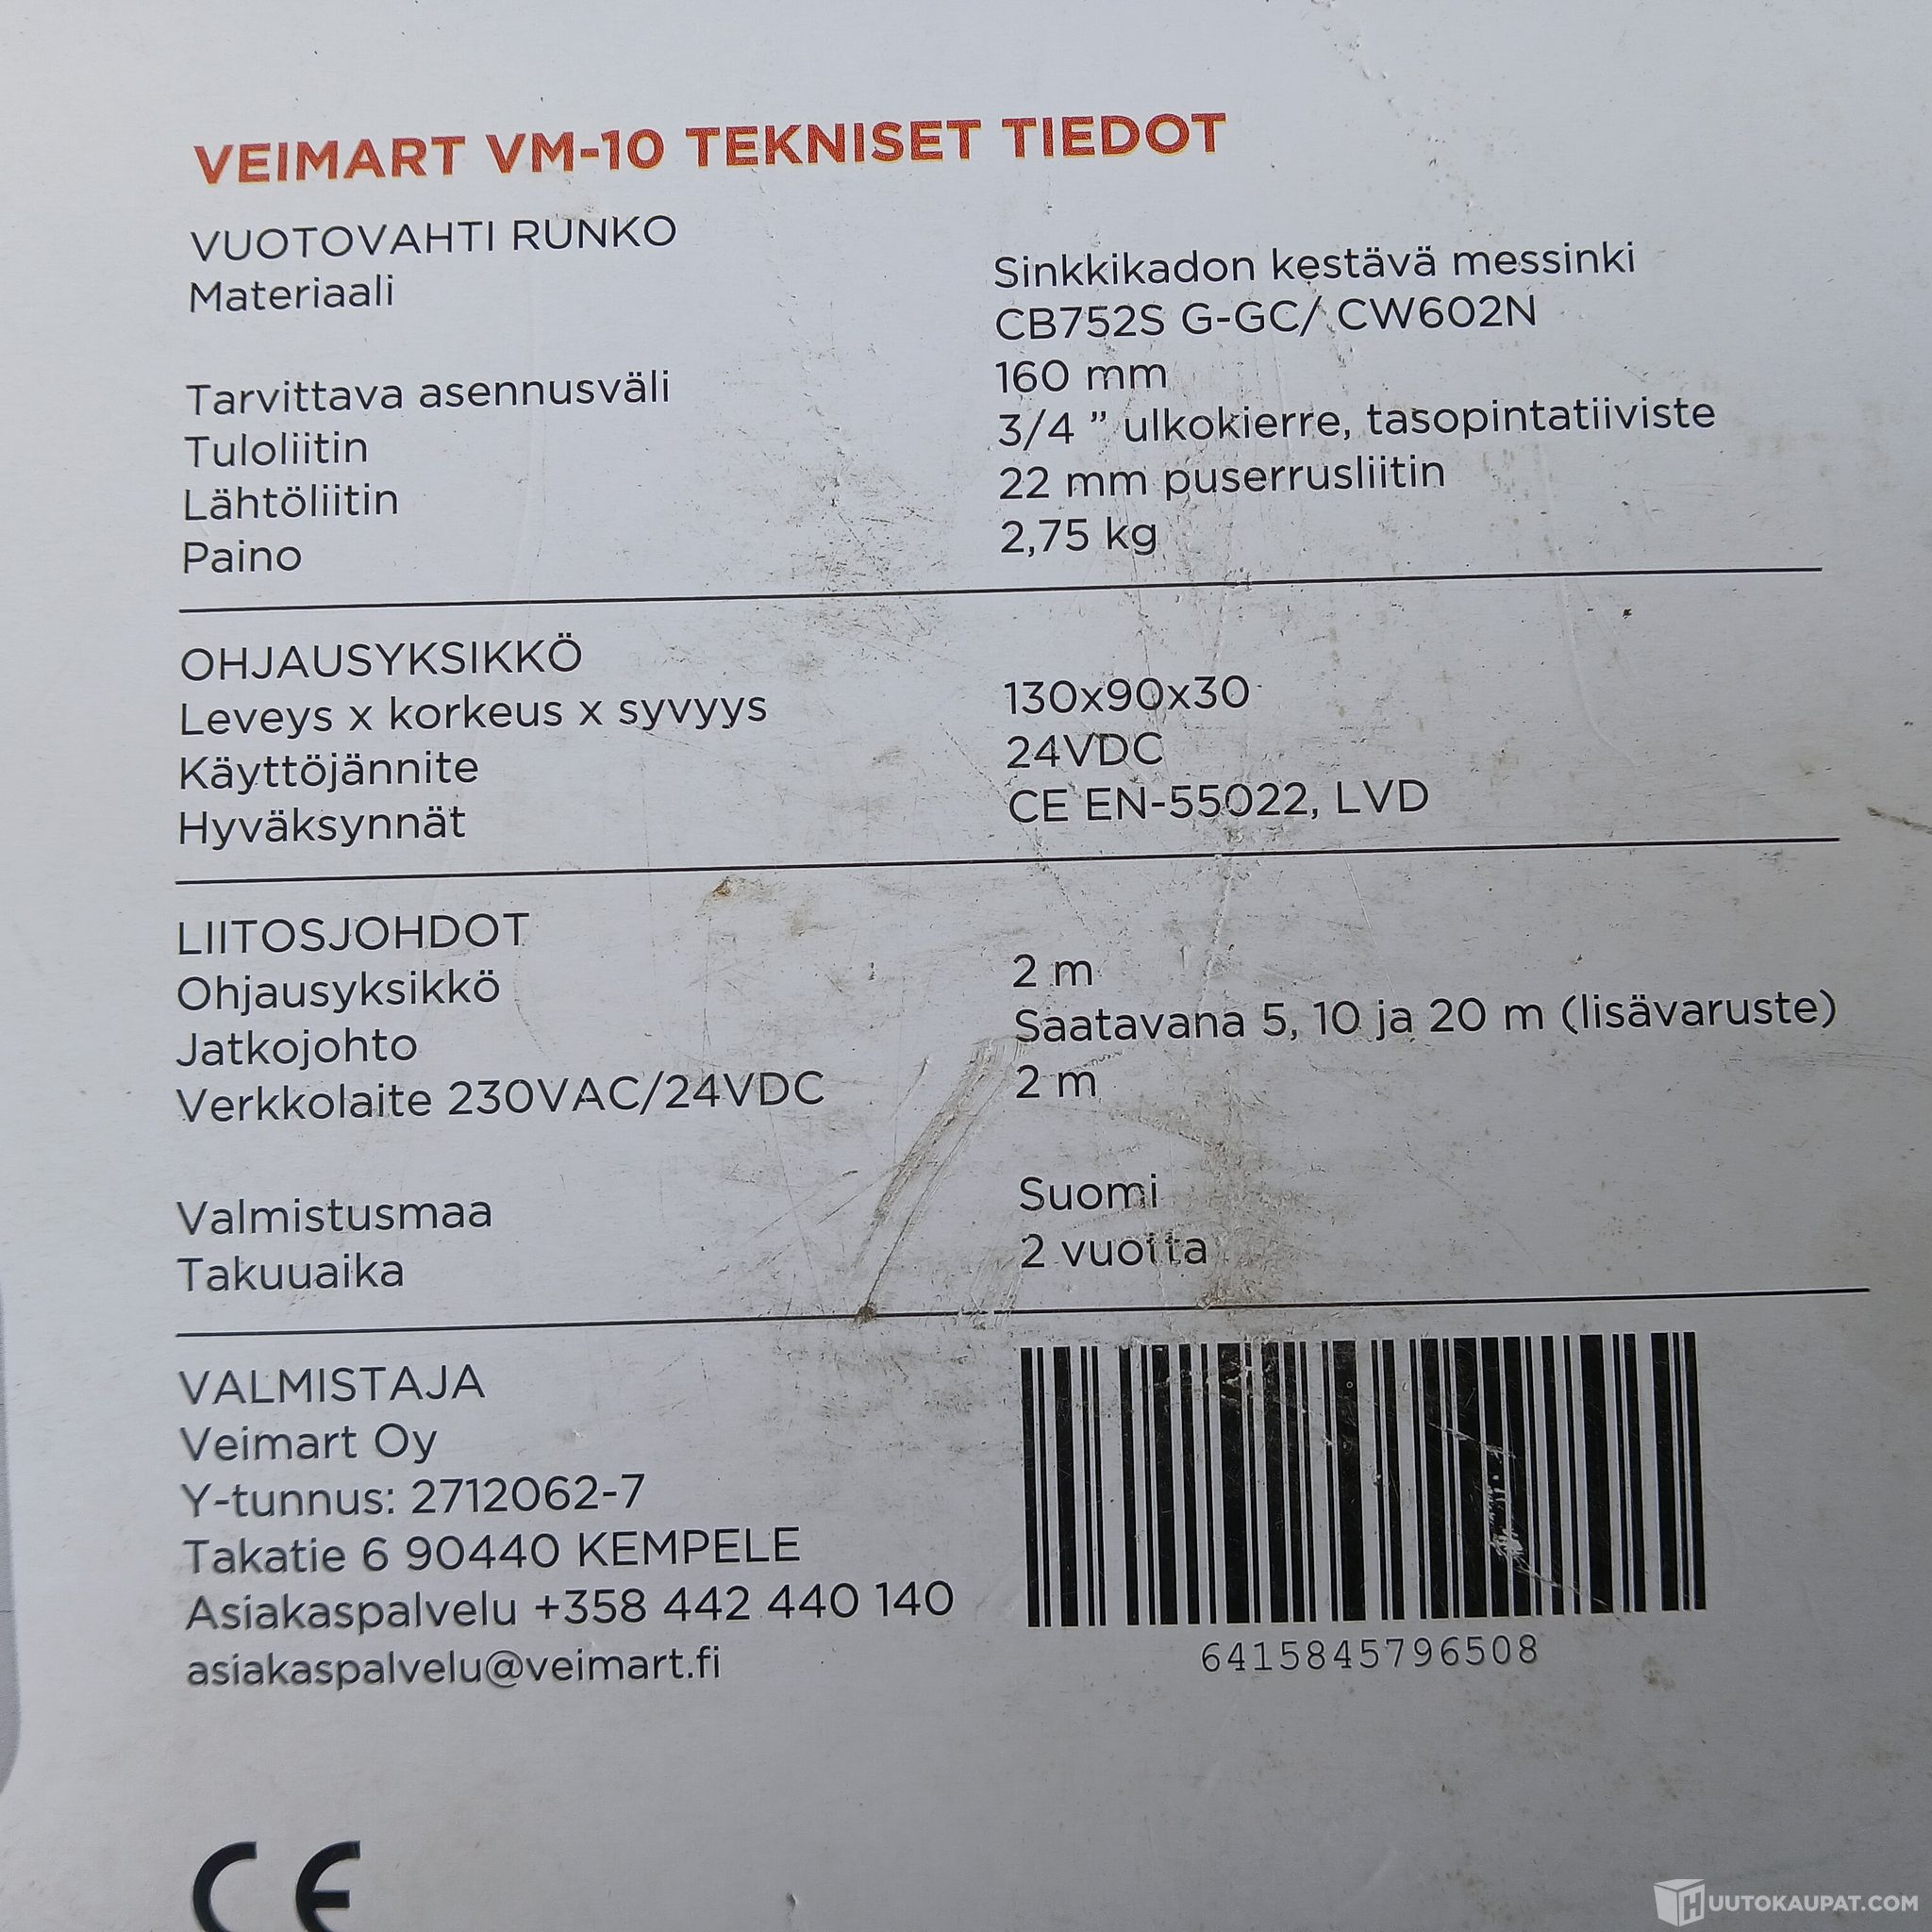 VEIMART VM-10 TEKNISET TIEDOT
VUOTOVAHTI RUNKO
Materiaali Sinkkikadon kestävä messinki
CB752S G-GC/ CW602N
Tarvittava asennusväli 160 mm
Tuloliitin 3/4 ” ulkokierre, tasopintatiiviste
Lähtöliitin 22 mm puserrusliitin
Paino 2,75 kg
OHJAUSYKSIKKÖ
Leveys x korkeus x syvyys 130x90x30
Käyttöjännite 24VDC
Hyväksynnät CE EN-55022, LVD
LIITOSJOHDOT
Ohjausyksikkö 2 m
Jatkojohto Saatavana 5, 10 ja 20 m (lisävaruste)
Verkkolaite 230VAC/24VDC 2 m
Valmistusmaa Suomi
Takuuaika 2 vuotta
VALMISTAJA
Veimart Oy
Y-tunnus: 2712062-7
Takatie 6 90440 KEMPELE
Asiakaspalvelu +358 442 440 140
asiakaspalvelu@veimart.fi
6415845796508
CE
HUUTOKAUPAT.COM